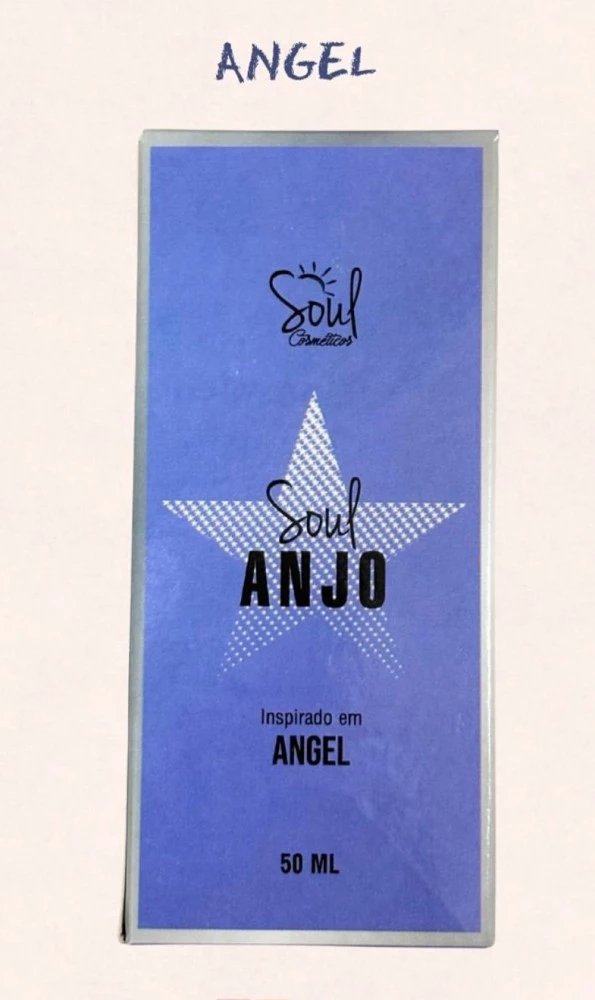 ANGEL
Soul
Cosméticos
Soul
ANJO
Inspirado em
ANGEL
50 ML